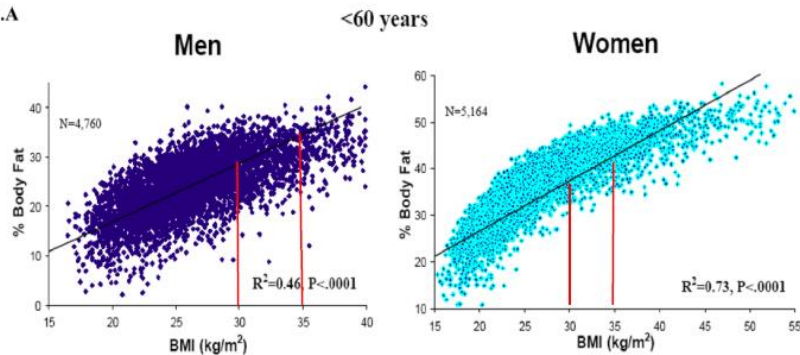 .A
<60 years
Men
Women
N=4,760
N=5,164
% Body Fat
40
30
20
10
0
R²=0.46, P<.0001
15 20 25 30 35 40
BMI (kg/m²)
% Body Fat
60
50
40
30
20
10
R²=0.73, P<.0001
15 20 25 30 35 40 45 50 55
BMI (kg/m²)